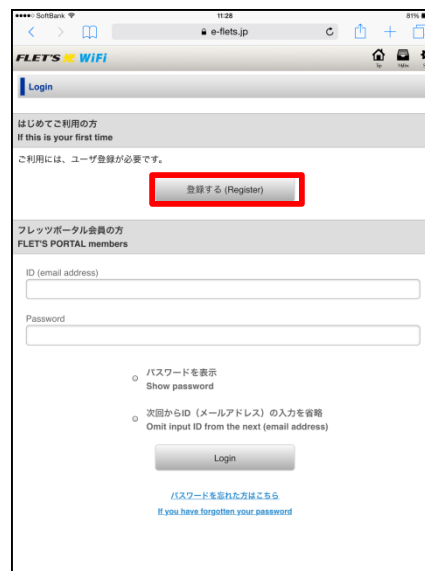 SoftBank 11:28 81%
e-flets.jp
FLET'S 光 WiFi
Top
Login
はじめてご利用の方
If this is your first time
ご利用には、ユーザ登録が必要です。
登録する (Register)
フレッツポータル会員の方
FLET'S PORTAL members
ID (email address)
Password
パスワードを表示
Show password
次回からID（メールアドレス）の入力を省略
Omit input ID from the next (email address)
Login
パスワードを忘れた方はこちら
If you have forgotten your password